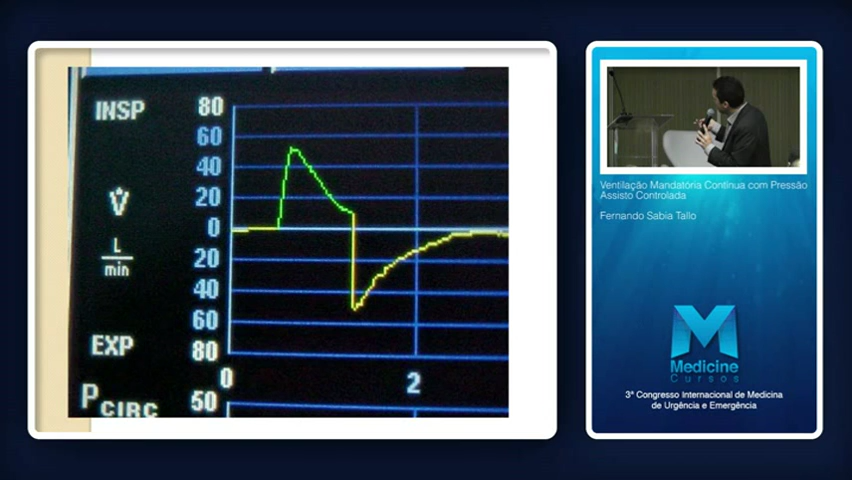 INSP
80
60
40
20
V̇
0
L
min
20
40
60
EXP
80
0
2
PCIRC
50
Ventilação Mandatória Contínua com Pressão
Assisto Controlada
Fernando Sabia Tallo
M
Medicine
Cursos
3ª Congresso Internacional de Medicina
de Urgência e Emergência